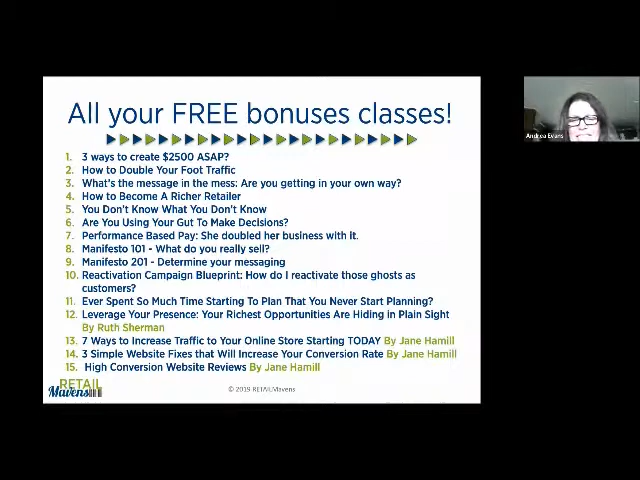 All your FREE bonuses classes!
1. 3 ways to create $2500 ASAP?
2. How to Double Your Foot Traffic
3. What's the message in the mess: Are you getting in your own way?
4. How to Become A Richer Retailer
5. You Don't Know What You Don't Know
6. Are You Using Your Gut To Make Decisions?
7. Performance Based Pay: She doubled her business with it.
8. Manifesto 101 - What do you really sell?
9. Manifesto 201 - Determine your messaging
10. Reactivation Campaign Blueprint: How do I reactivate those ghosts as
customers?
11. Ever Spent So Much Time Starting To Plan That You Never Start Planning?
12. Leverage Your Presence: Your Richest Opportunities Are Hiding in Plain Sight
By Ruth Sherman
13. 7 Ways to Increase Traffic to Your Online Store Starting TODAY By Jane Hamill
14. 3 Simple Website Fixes that Will Increase Your Conversion Rate By Jane Hamill
15. High Conversion Website Reviews By Jane Hamill
RETAIL
Mavens
© 2019 RETAILMavens
Andrea Evans